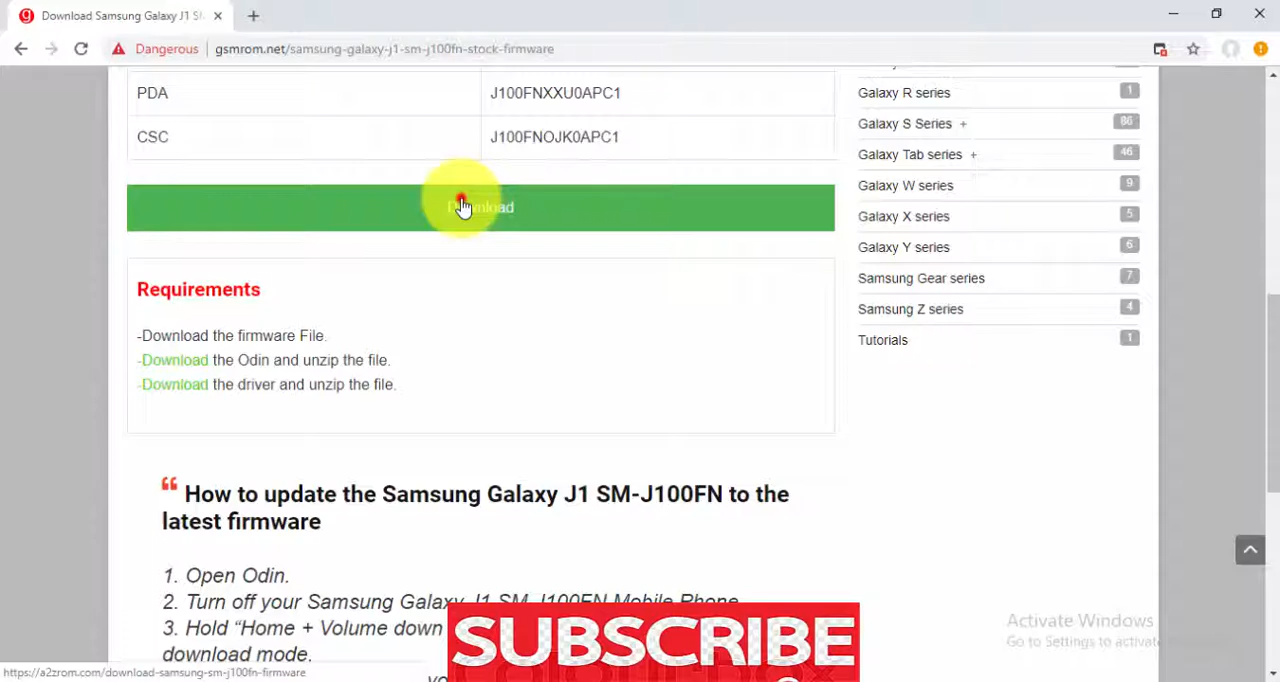 Download Samsung Galaxy J1 S
Dangerous gsmrom.net/samsung-galaxy-j1-sm-j100fn-stock-firmware
PDA J100FNXXU0APC1
CSC J100FNOJK0APC1
Download
Requirements
-Download the firmware File.
-Download the Odin and unzip the file.
-Download the driver and unzip the file.
“ How to update the Samsung Galaxy J1 SM-J100FN to the
latest firmware
1. Open Odin.
2. Turn off your Samsung Galaxy J1 SM-J100FN Mobile Phone.
3. Hold “Home + Volume down
download mode.
Galaxy R series 1
Galaxy S Series + 86
Galaxy Tab series + 46
Galaxy W series 9
Galaxy X series 5
Galaxy Y series 6
Samsung Gear series 7
Samsung Z series 4
Tutorials 1
SUBSCRIBE
Activate Windows
Go to Settings to activate
https://a2zrom.com/download-samsung-sm-j100fn-firmware